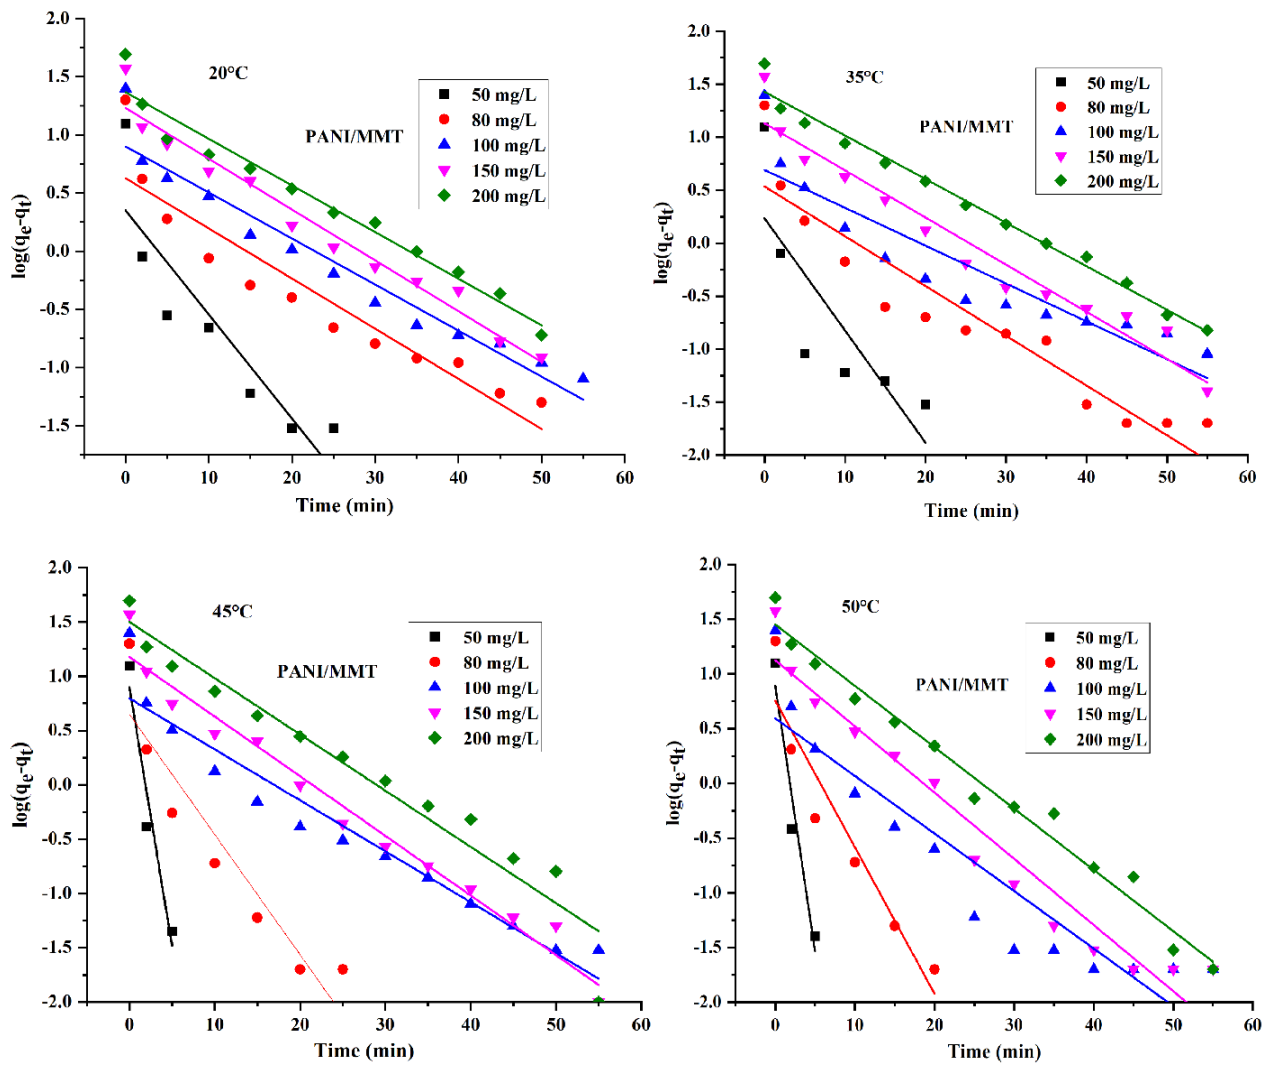 2.0
1.5
1.0
0.5
0.0
-0.5
-1.0
-1.5
log(qe-qt)
20°C
PANI/MMT
50 mg/L
80 mg/L
100 mg/L
150 mg/L
200 mg/L
0 10 20 30 40 50 60
Time (min)
2.0
1.5
1.0
0.5
0.0
-0.5
-1.0
-1.5
-2.0
log(qe-qt)
35°C
PANI/MMT
50 mg/L
80 mg/L
100 mg/L
150 mg/L
200 mg/L
0 10 20 30 40 50 60
Time (min)
2.0
1.5
1.0
0.5
0.0
-0.5
-1.0
-1.5
-2.0
log(qe-qt)
45°C
PANI/MMT
50 mg/L
80 mg/L
100 mg/L
150 mg/L
200 mg/L
0 10 20 30 40 50 60
Time (min)
2.0
1.5
1.0
0.5
0.0
-0.5
-1.0
-1.5
-2.0
log(qe-qt)
50°C
PANI/MMT
50 mg/L
80 mg/L
100 mg/L
150 mg/L
200 mg/L
0 10 20 30 40 50 60
Time (min)